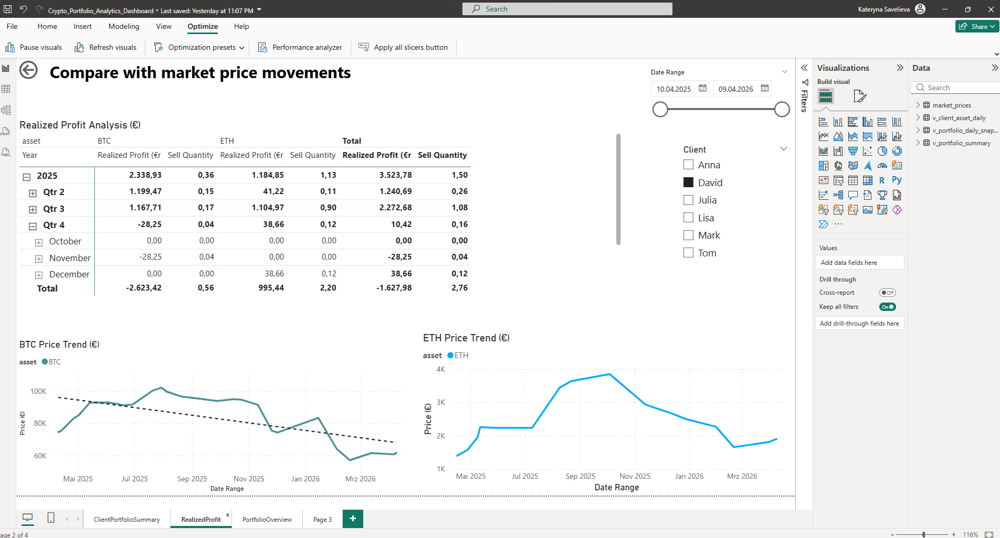 Crypto_Portfolio_Analytics_Dashboard • Last saved: Yesterday at 11:07 PM
Search
Kateryna Savelieva
File Home Insert Modeling View Optimize Help
Share
Pause visuals Refresh visuals Optimization presets Performance analyzer Apply all slicers button
Compare with market price movements
Date Range
10.04.2025 09.04.2026
Realized Profit Analysis (€)
asset BTC ETH Total
Year Realized Profit (€r Sell Quantity Realized Profit (€r Sell Quantity Realized Profit (€r Sell Quantity
2025 2.338,93 0,36 1.184,85 1,13 3.523,78 1,50
Qtr 2 1.199,47 0,15 41,22 0,11 1.240,69 0,26
Qtr 3 1.167,71 0,17 1.104,97 0,90 2.272,68 1,08
Qtr 4 -28,25 0,04 38,66 0,12 10,42 0,16
October 0,00 0,00 0,00 0,00 0,00 0,00
November -28,25 0,04 0,00 0,00 -28,25 0,04
December 0,00 0,00 38,66 0,12 38,66 0,12
Total -2.623,42 0,56 995,44 2,20 -1.627,98 2,76
Client
Anna
David
Julia
Lisa
Mark
Tom
BTC Price Trend (€)
asset BTC
Price (€)
100K
80K
60K
Mai 2025 Jul 2025 Sep 2025 Nov 2025 Jan 2026 Mrz 2026
Date Range
ETH Price Trend (€)
asset ETH
Price (€)
4K
3K
2K
1K
Mai 2025 Jul 2025 Sep 2025 Nov 2025 Jan 2026 Mrz 2026
Date Range
Filters
Visualizations
Build visual
123
R Py
...
Values
Add data fields here
Drill through
Cross-report Off
Keep all filters On
Add drill-through fields here
Data
Search
market_prices
v_client_asset_daily
v_portfolio_daily_snap...
v_portfolio_summary
DAX
TMDL
ClientPortfolioSummary RealizedProfit x PortfolioOverview Page 3 +
age 2 of 4
- + 116%